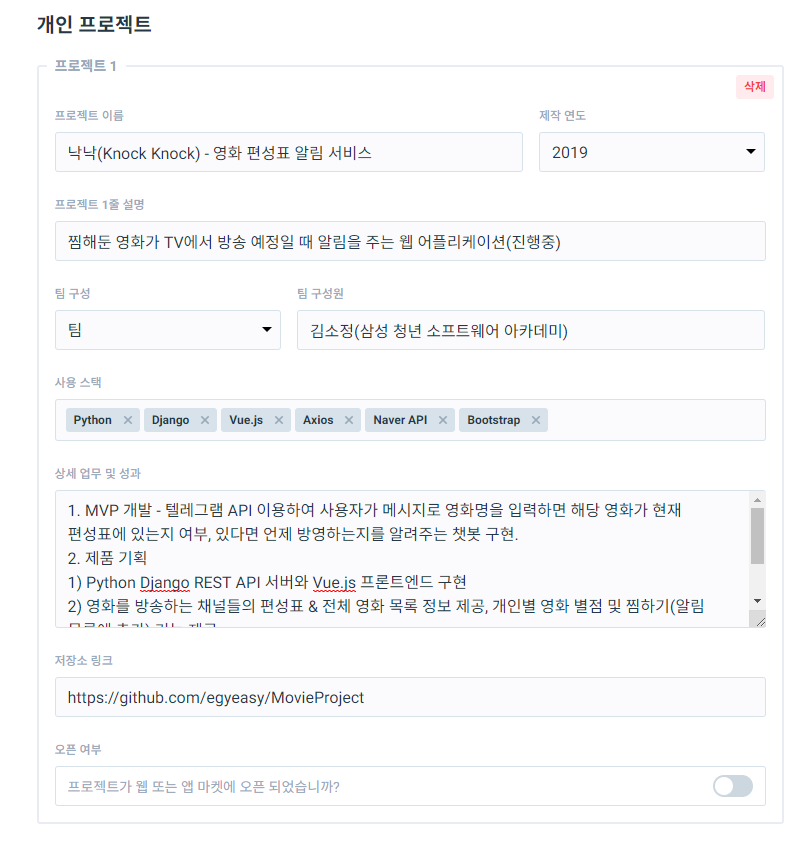 개인 프로젝트
프로젝트 1
삭제
프로젝트 이름
제작 연도
낙낙(Knock Knock) - 영화 편성표 알림 서비스
2019
프로젝트 1줄 설명
찜해둔 영화가 TV에서 방송 예정일 때 알림을 주는 웹 어플리케이션(진행중)
팀 구성
팀 구성원
팀
김소정(삼성 청년 소프트웨어 아카데미)
사용 스택
Python
Django
Vue.js
Axios
Naver API
Bootstrap
상세 업무 및 성과
1. MVP 개발 - 텔레그램 API 이용하여 사용자가 메시지로 영화명을 입력하면 해당 영화가 현재
편성표에 있는지 여부, 있다면 언제 방영하는지를 알려주는 챗봇 구현.
2. 제품 기획
1) Python Django REST API 서버와 Vue.js 프론트엔드 구현
2) 영화를 방송하는 채널들의 편성표 & 전체 영화 목록 정보 제공, 개인별 영화 별점 및 찜하기(알림
저장소 링크
https://github.com/egyeasy/MovieProject
오픈 여부
프로젝트가 웹 또는 앱 마켓에 오픈 되었습니까?